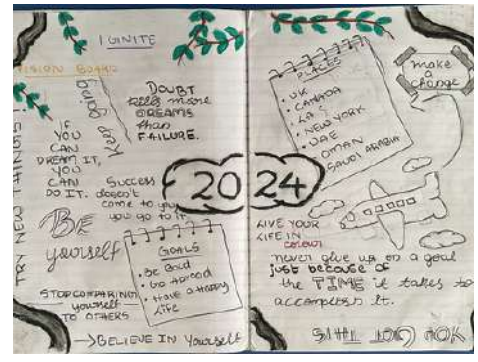 I GINITE
VISION BOARD
Keep
Going
DOUBT
kills more
DREAMS
than
FAILURE.
IF
YOU
CAN
DREAM IT,
YOU
CAN
DO IT.
TRY NEW THINGS!
Success
doesn't
come to you
you go to it
BE
yourself
GOALS
• Be Good
• Go abroad
• Have a Happy
Life
STOP COMPARING
yourself
TO OTHERS
→BELIEVE IN Yourself
2024
PLACES
• UK
• CANADA
• NEW YORK
• UAE
OMAN
SAUDI ARABIA
make
a
change
LIVE YOUR
LIFE IN
colour
never give up on a goal
just because of
the TIME it takes to
accomplish it.
YOU GOT THIS